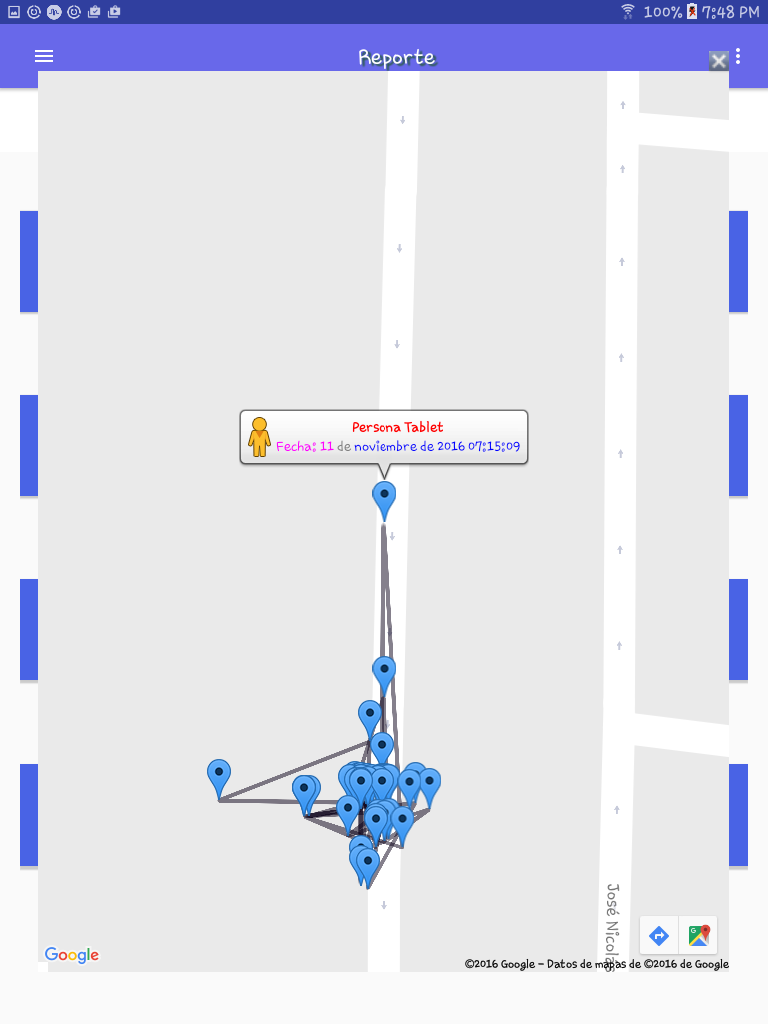 100% 7:48 PM
Reporte
Persona Tablet
Fecha: 11 de noviembre de 2016 07:15:09
José Nicolás
Google
©2016 Google - Datos de mapas de ©2016 de Google